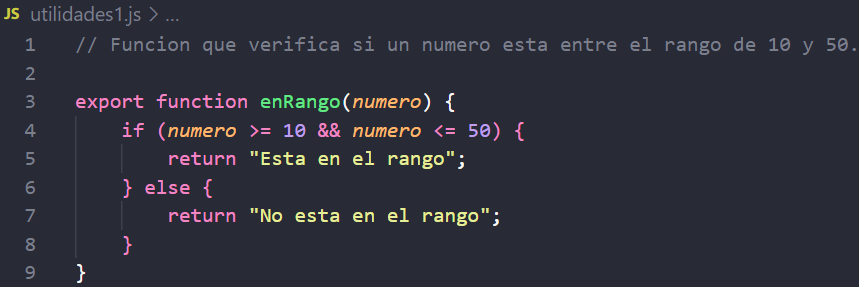 JS utilidades1.js > ...
1 // Funcion que verifica si un numero esta entre el rango de 10 y 50.
2
3 export function enRango(numero) {
4     if (numero >= 10 && numero <= 50) {
5         return "Esta en el rango";
6     } else {
7         return "No esta en el rango";
8     }
9 }